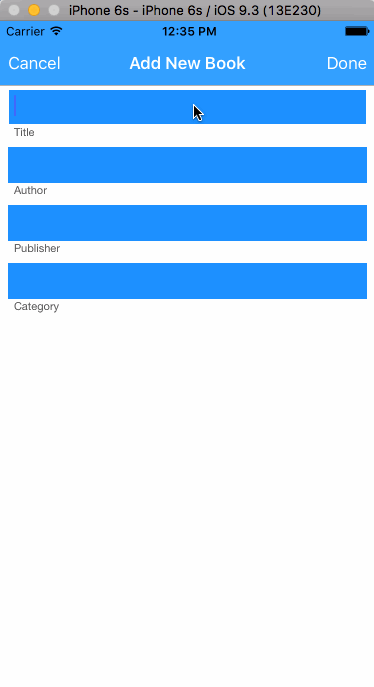 iPhone 6s - iPhone 6s / iOS 9.3 (13E230)
Carrier 12:35 PM
Cancel Add New Book Done
Title
Author
Publisher
Category